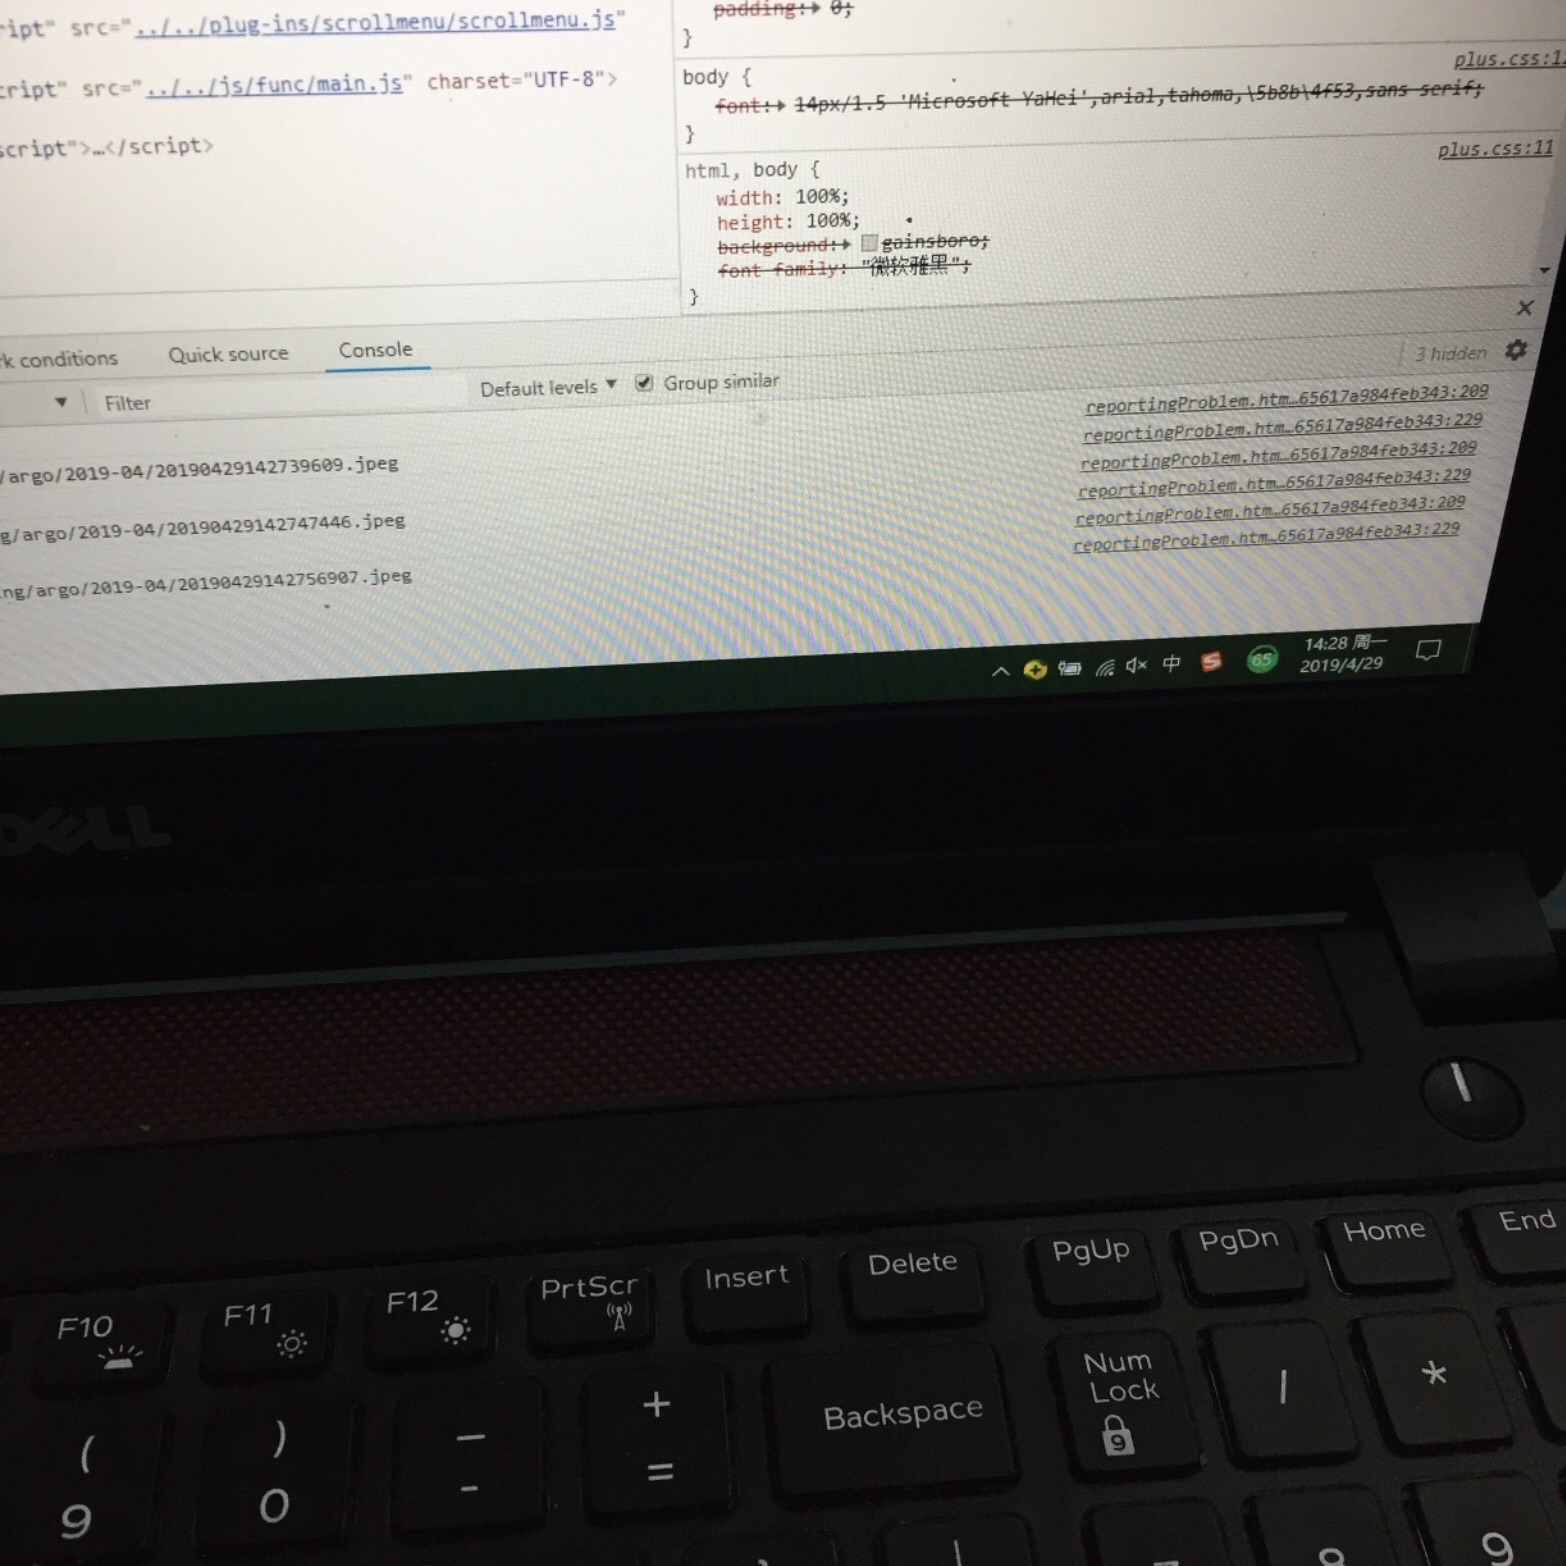 ript" src="../../plug-ins/scrollmenu/scrollmenu.js"
cript" src="../../js/func/main.js" charset="UTF-8">
script">…</script>
padding: 0;
}
body {
plus.css:1
font: 14px/1.5 'Microsoft YaHei',arial,tahoma,\5b8b\4f53,sans-serif;
}
html, body {
plus.css:11
width: 100%;
height: 100%;
background: gainsboro;
font-family: "微软雅黑";
}
rk conditions Quick source Console
Filter Default levels Group similar 3 hidden
reportingProblem.htm…65617a984feb343:209
/argo/2019-04/20190429142739609.jpeg
reportingProblem.htm…65617a984feb343:229
reportingProblem.htm…65617a984feb343:209
g/argo/2019-04/20190429142747446.jpeg
reportingProblem.htm…65617a984feb343:229
reportingProblem.htm…65617a984feb343:209
ng/argo/2019-04/20190429142756907.jpeg
reportingProblem.htm…65617a984feb343:229
中 S 65 14:28 周一
2019/4/29
DELL
F10 F11 F12 PrtScr Insert Delete PgUp PgDn Home End
( ) — + Backspace Num Lock / *
9 0 - = 9
8 9